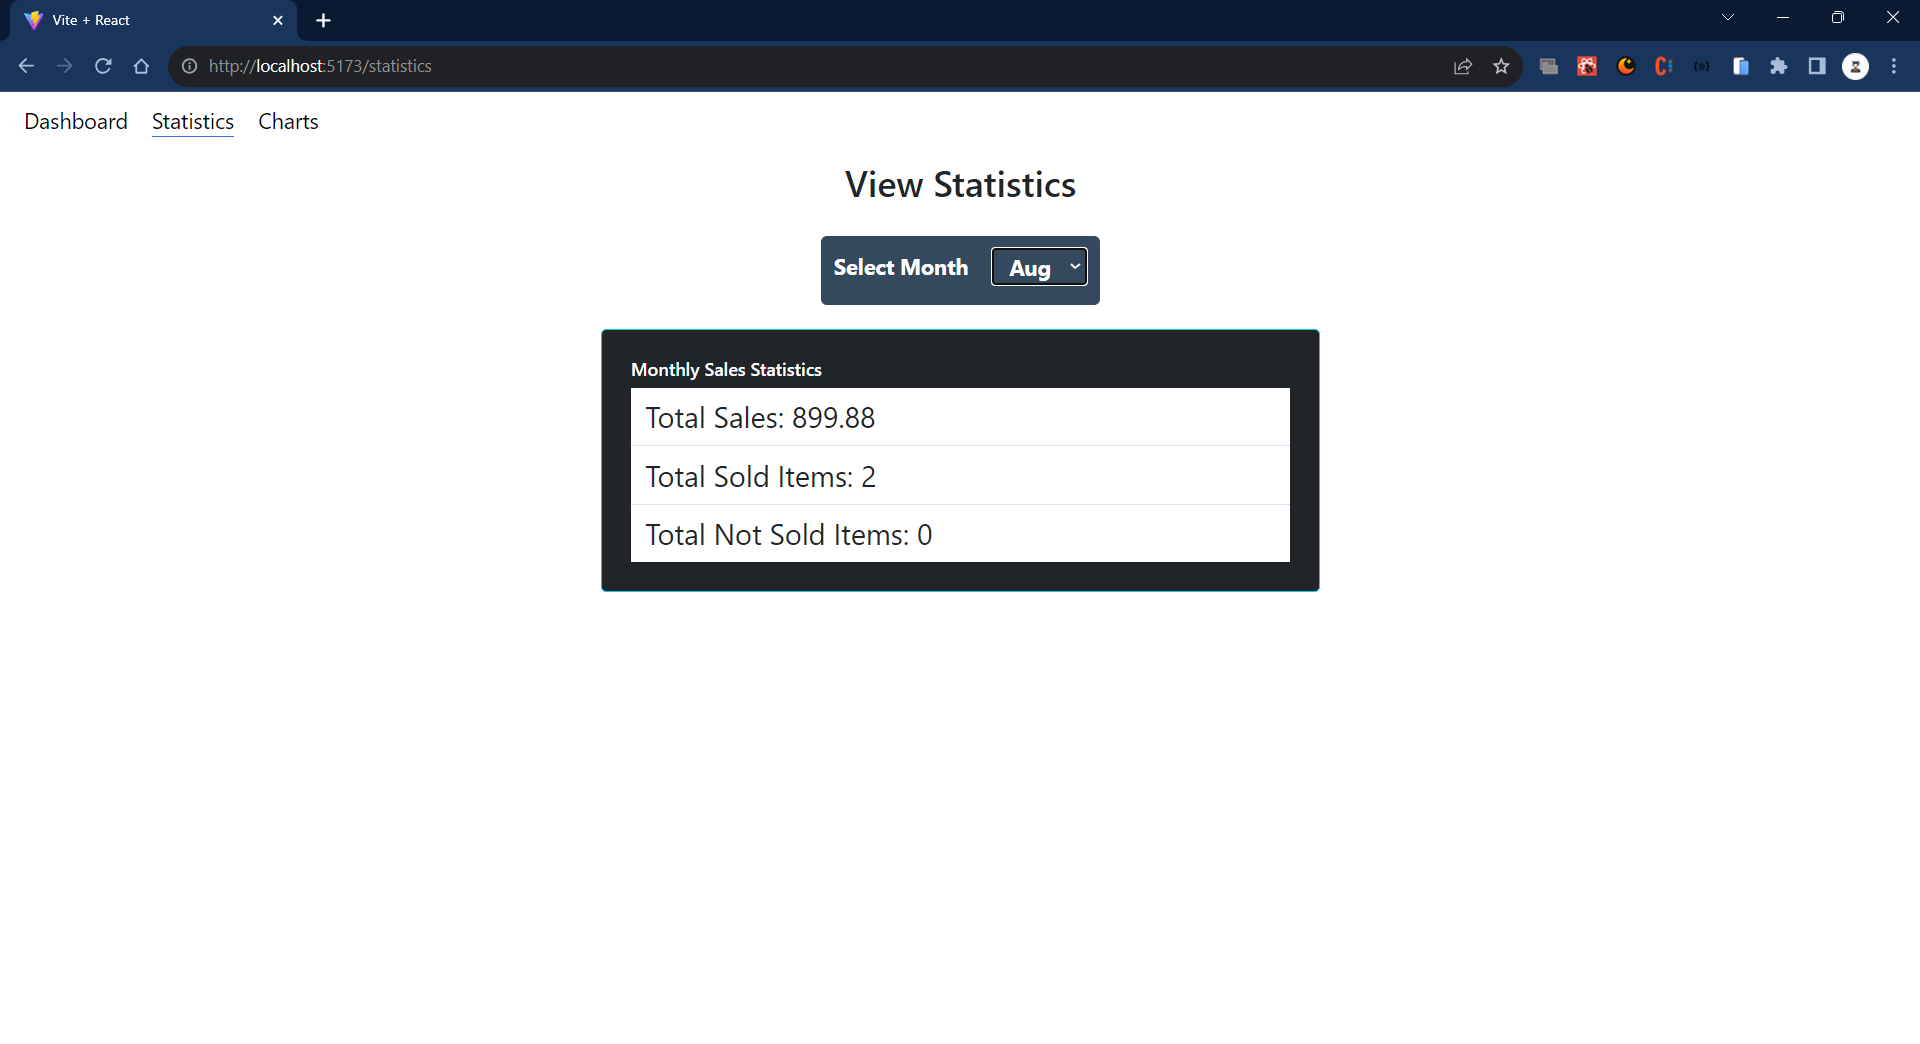 Vite + React
http://localhost:5173/statistics
Dashboard Statistics Charts
View Statistics
Select Month Aug
Monthly Sales Statistics
Total Sales: 899.88
Total Sold Items: 2
Total Not Sold Items: 0